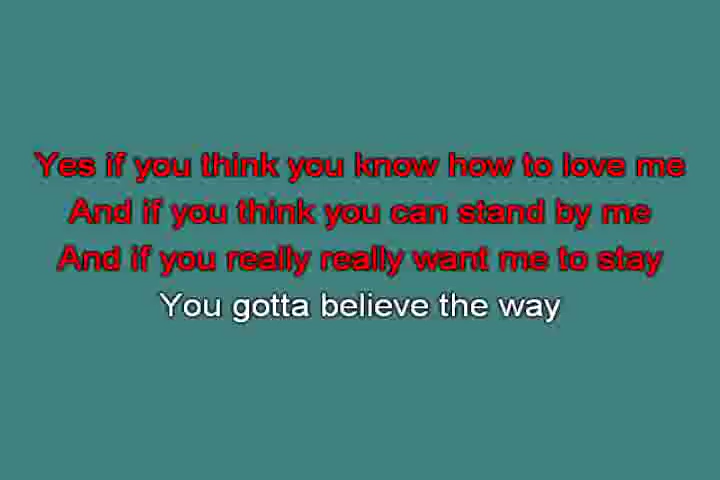 Yes if you think you know how to love me
And if you think you can stand by me
And if you really really want me to stay
You gotta believe the way